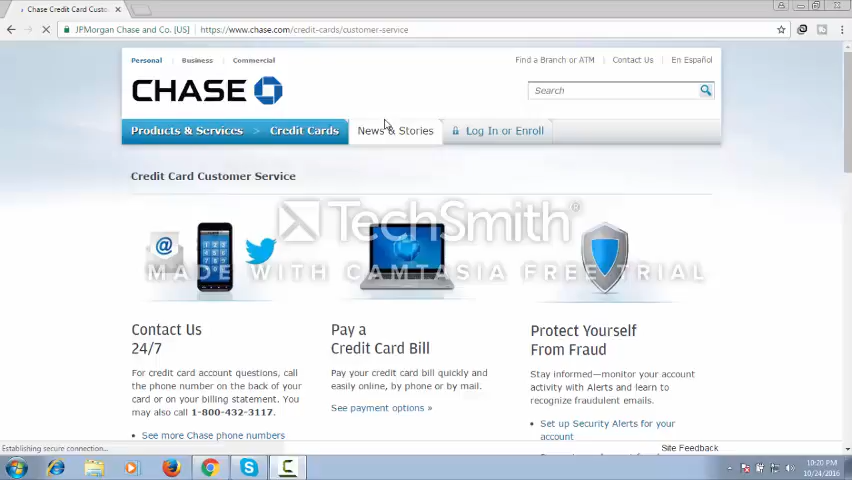 Chase Credit Card Custo
JPMorgan Chase and Co. [US]
https://www.chase.com/credit-cards/customer-service
Personal
Business
Commercial
Find a Branch or ATM
Contact Us
En Español
CHASE
Search
Products & Services > Credit Cards
News & Stories
Log In or Enroll
Credit Card Customer Service
TechSmith®
MADE WITH CAMTASIA FREE TRIAL
@
Contact Us
24/7
For credit card account questions, call
the phone number on the back of your
card or on your billing statement. You
may also call 1-800-432-3117.
See more Chase phone numbers
Pay a
Credit Card Bill
Pay your credit card bill quickly and
easily online, by phone or by mail.
See payment options »
Protect Yourself
From Fraud
Stay informed—monitor your account
activity with Alerts and learn to
recognize fraudulent emails.
Set up Security Alerts for your
account
Establishing secure connection...
Site Feedback
10:20 PM
10/24/2016